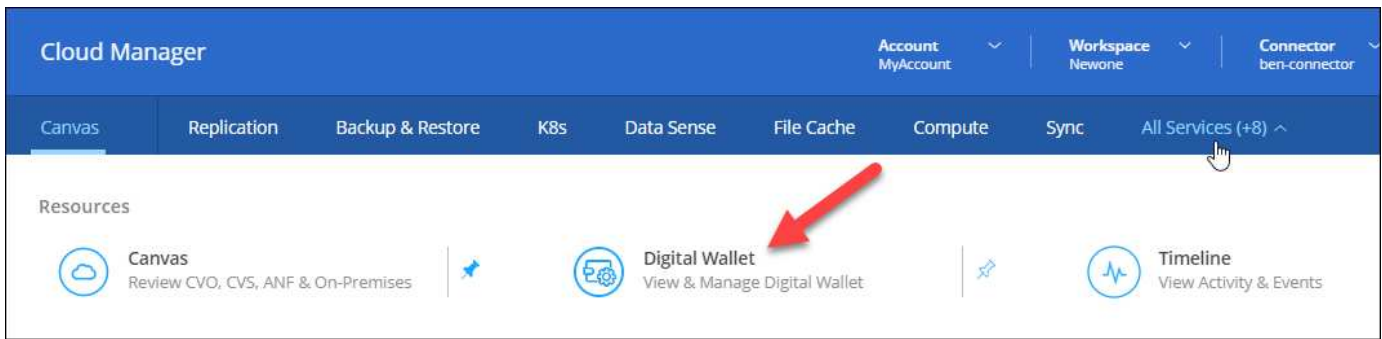 Cloud Manager
Account
MyAccount
Workspace
Newone
Connector
ben-connector
Canvas Replication Backup & Restore K8s Data Sense File Cache Compute Sync All Services (+8)
Resources
Canvas
Review CVO, CVS, ANF & On-Premises
Digital Wallet
View & Manage Digital Wallet
Timeline
View Activity & Events